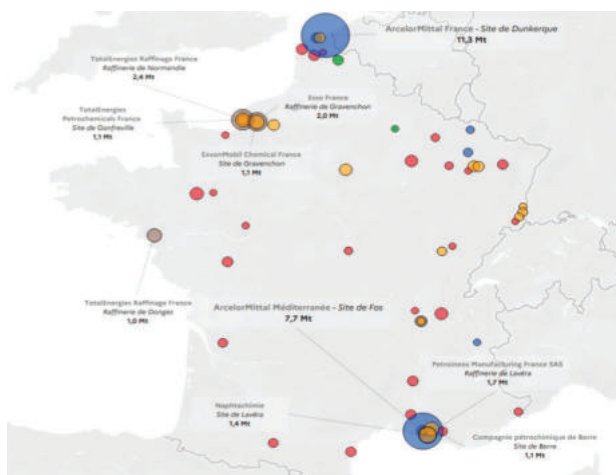 ArcelorMittal France - Site de Dunkerque
11,3 Mt
TotalEnergies Raffinage France
Raffinerie de Normandie
2,4 Mt
Esso France
Raffinerie de Gravenchon
2,0 Mt
TotalEnergies
Petrochemicals France
Site de Gonfreville
1,1 Mt
ExxonMobil Chemical France
Site de Gravenchon
1,1 Mt
TotalEnergies Raffinage France
Raffinerie de Donges
1,0 Mt
ArcelorMittal Méditerranée - Site de Fos
7,7 Mt
Petroineos Manufacturing France SAS
Raffinerie de Lavéra
1,7 Mt
Naphtachimie
Site de Lavéra
1,4 Mt
Compagnie pétrochimique de Berre
Site de Berre
1,1 Mt